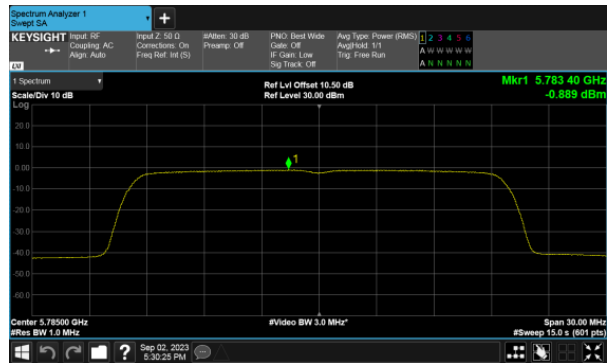 Spectrum Analyzer 1
Swept SA
+
KEYSIGHT Input: RF Input Z: 50 Ω #Atten: 30 dB PNO: Best Wide Avg Type: Power (RMS) 1 2 3 4 5 6
Coupling: AC Corrections: On Preamp: Off Gate: Off Avg|Hold: 1/1 A W W W W W
Align: Auto Freq Ref: Int (S) IF Gain: Low Trig: Free Run
Sig Track: Off A N N N N N
LXI
1 Spectrum
Ref Lvl Offset 10.50 dB Mkr1 5.783 40 GHz
Scale/Div 10 dB Ref Level 30.00 dBm -0.889 dBm
Log
20.0
10.0
1
0.00
-10.0
-20.0
-30.0
-40.0
-50.0
-60.0
Center 5.78500 GHz #Video BW 3.0 MHz* Span 30.00 MHz
#Res BW 1.0 MHz #Sweep 15.0 s (601 pts)
? Sep 02, 2023
5:30:25 PM